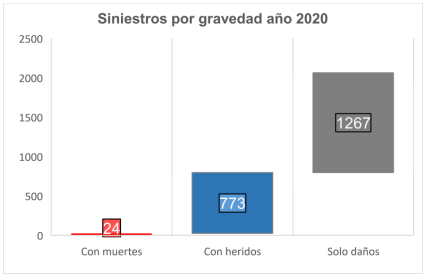 Siniestros por gravedad año 2020
2500
2000
1500
1000
500
0
24
773
1267
Con muertes
Con heridos
Solo daños